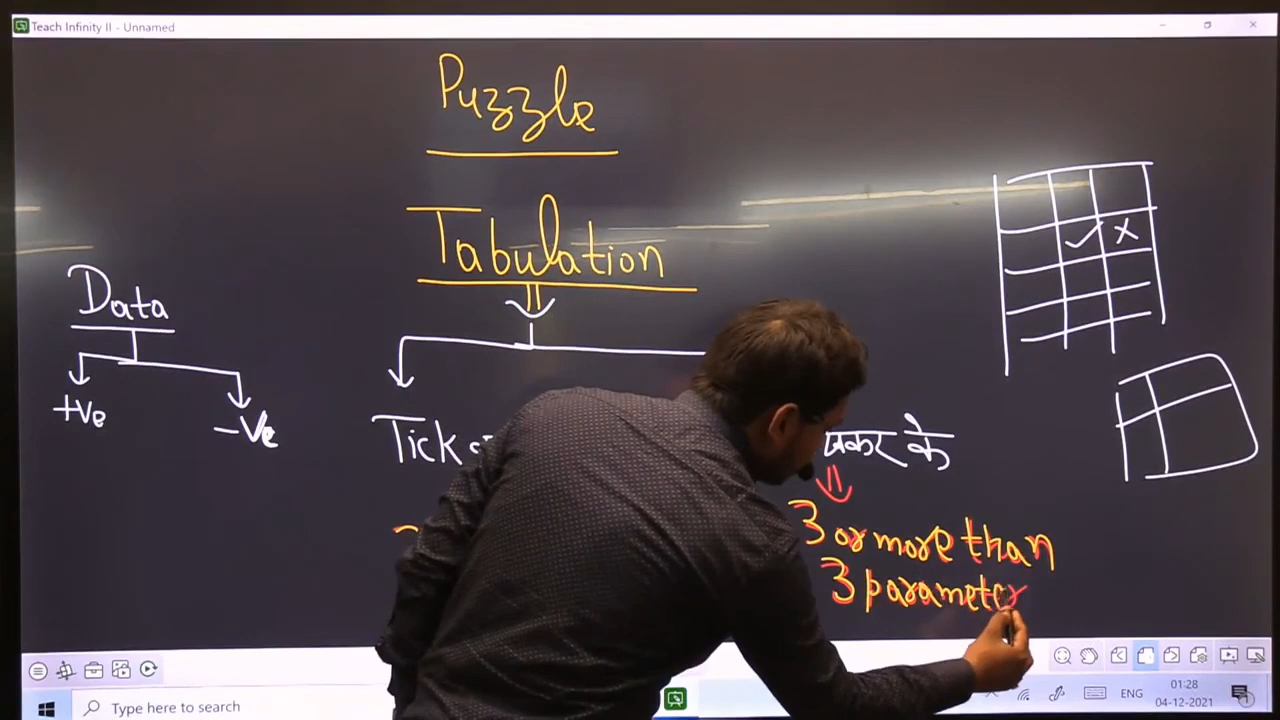 Teach Infinity II - Unnamed
Puzzle
Tabulation
Data
+Ve
-Ve
Tick
के
3 or more than
3 parameter
Type here to search
ENG
01:28
04-12-2021